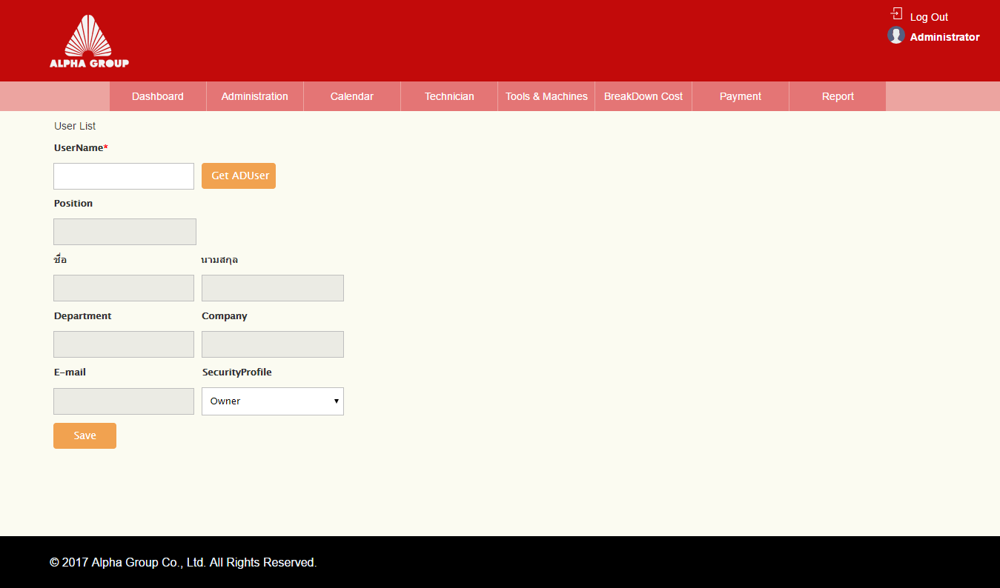 Log Out
Administrator
ALPHA GROUP
Dashboard Administration Calendar Technician Tools & Machines BreakDown Cost Payment Report
User List
UserName*
Get ADUser
Position
ชื่อ นามสกุล
Department Company
E-mail SecurityProfile
Owner
Save
© 2017 Alpha Group Co., Ltd. All Rights Reserved.